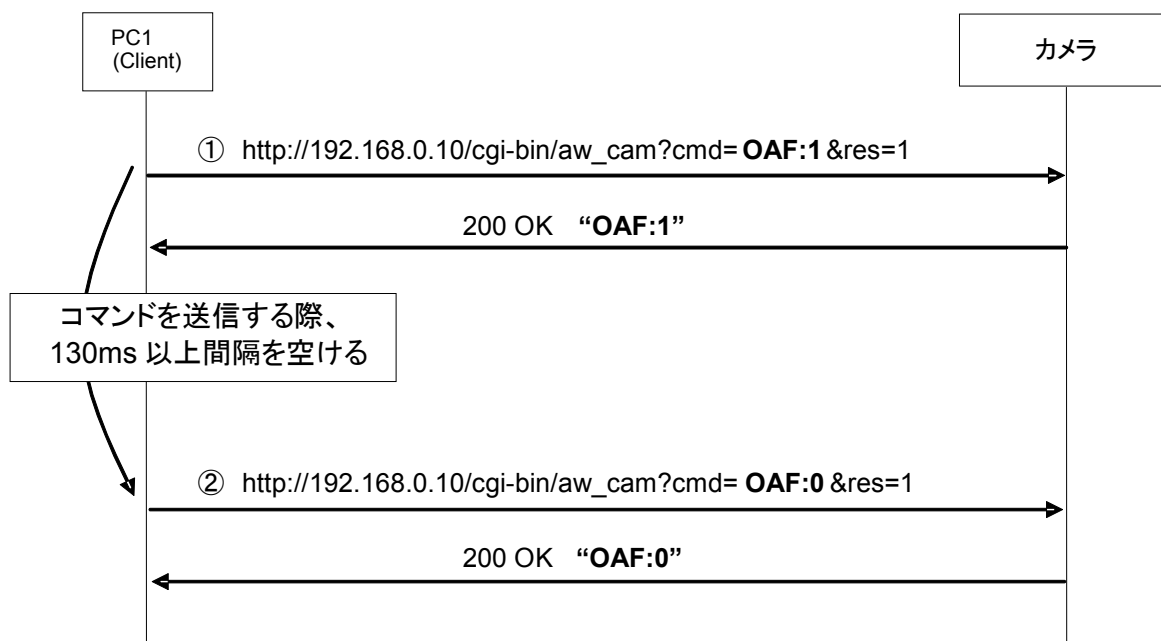 PC1
(Client)
カメラ
① http://192.168.0.10/cgi-bin/aw_cam?cmd= OAF:1 &res=1
200 OK “OAF:1”
コマンドを送信する際、
130ms 以上間隔を空ける
② http://192.168.0.10/cgi-bin/aw_cam?cmd= OAF:0 &res=1
200 OK “OAF:0”